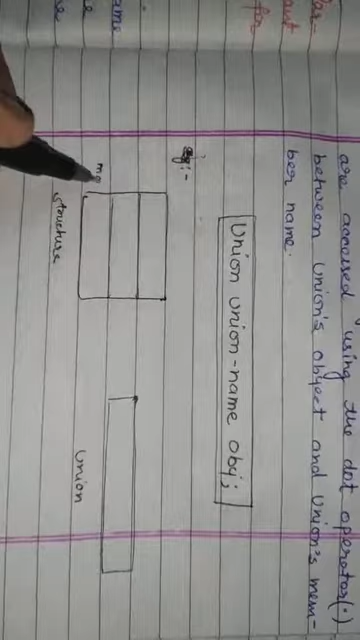 are accessed using the dot operator(.)
between Union's object and Union's mem-
ber name.
Union union-name obj;
eg:-
structure
Union